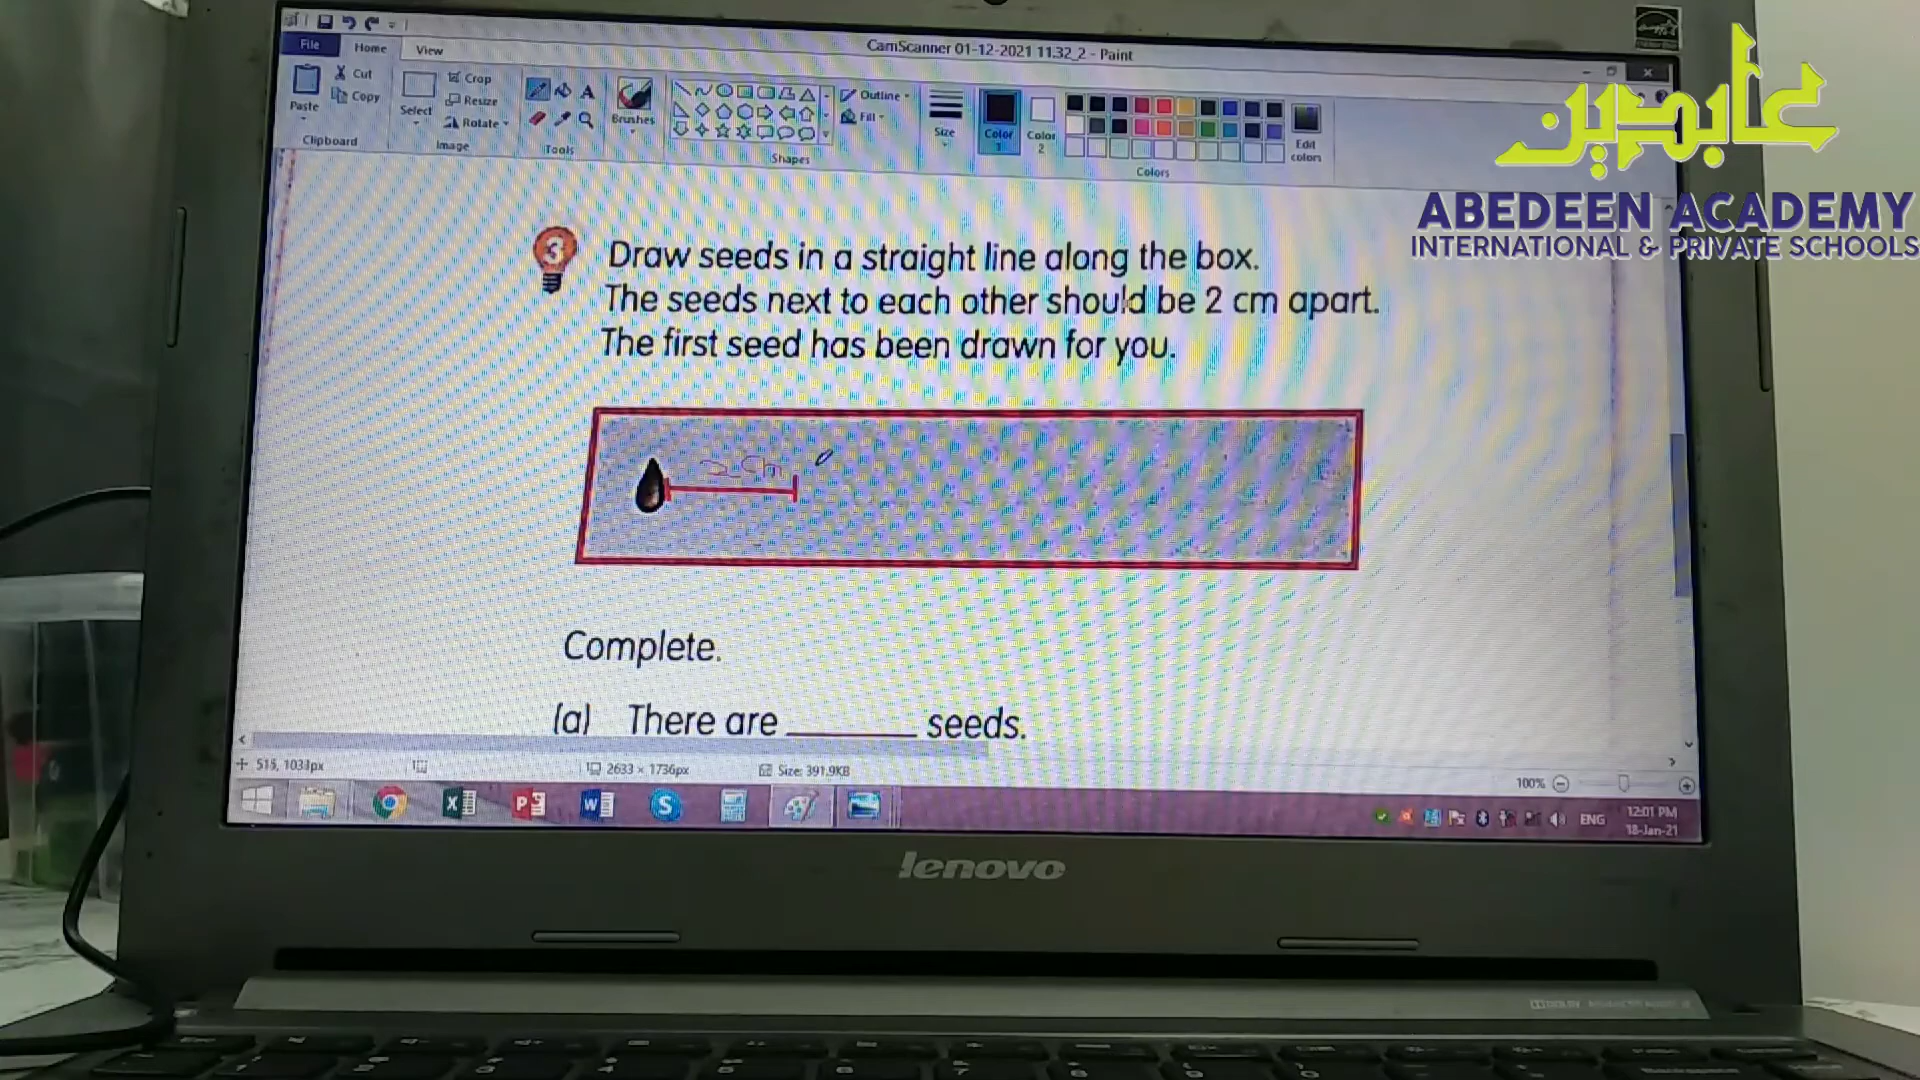 CamScanner 01-12-2021 11.32_2 - Paint
File
Home
View
Paste
Cut
Copy
Clipboard
Select
Crop
Resize
Rotate
Image
Tools
Brushes
Shapes
Outline
Fill
Size
Color
1
Color
2
Colors
Edit
colors
عابدين
ABEDEEN ACADEMY
INTERNATIONAL & PRIVATE SCHOOLS
3
Draw seeds in a straight line along the box.
The seeds next to each other should be 2 cm apart.
The first seed has been drawn for you.
2 cm
Complete.
(a) There are ______ seeds.
2633 × 1736px
Size: 391.9KB
100%
ENG
12:01 PM
18-Jan-21
lenovo